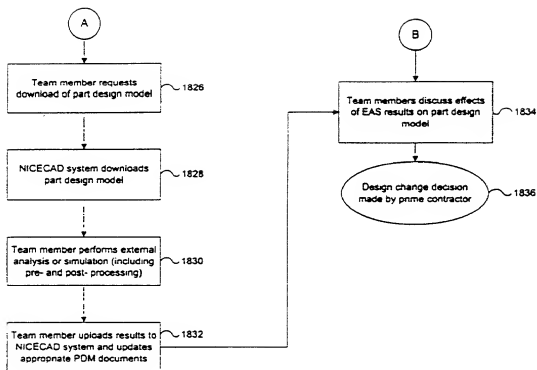 A
Team member requests
download of part design model
1826
NICECAD system downloads
part design model
1828
Team member performs external
analysis or simulation (including
pre- and post- processing)
1830
Team member uploads results to
NICECAD system and updates
appropriate PDM documents
1832
B
Team members discuss effects
of EAS results on part design
model
1834
Design change decision
made by prime contractor
1836